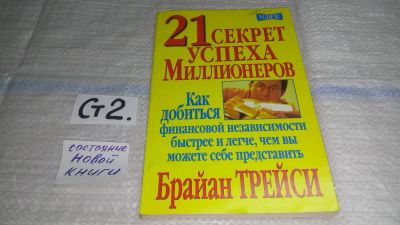 УСПЕХ!
21 СЕКРЕТ
УСПЕХА
МИЛЛИОНЕРОВ
Как
добиться
финансовой независимости
быстрее и легче, чем вы
можете себе представить
Брайан ТРЕЙСИ
G2.
состояние
новой
книги